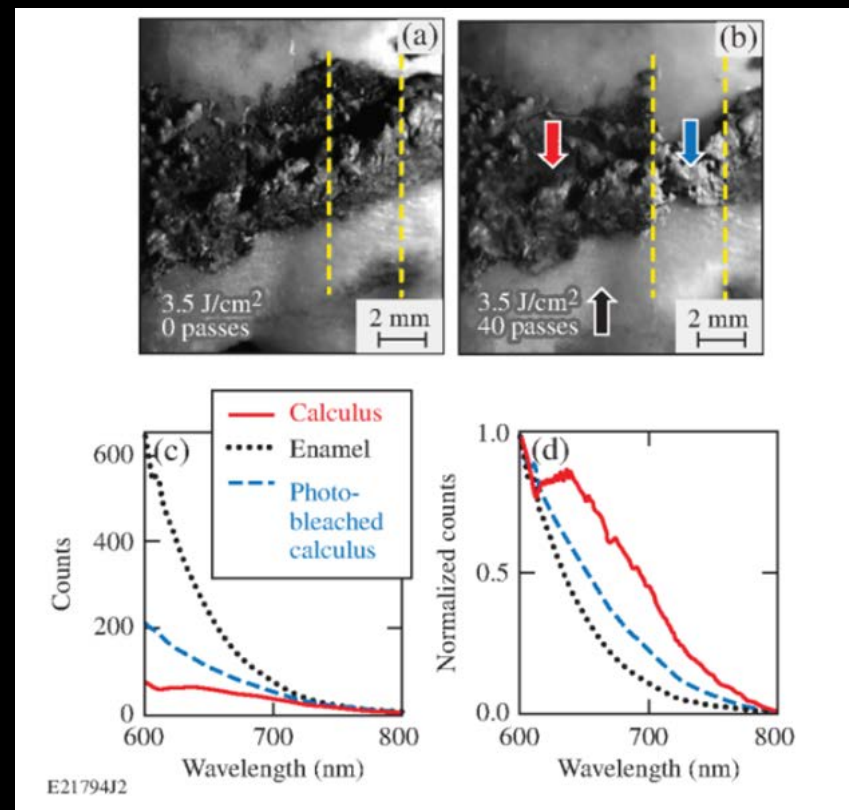 (a)
3.5 J/cm2
0 passes
2 mm
(b)
3.5 J/cm2
40 passes
2 mm
Calculus
Enamel
Photo-
bleached
calculus
(c)
600
400
200
0
Counts
600
700
800
Wavelength (nm)
(d)
1.0
0.5
0.0
Normalized counts
600
700
800
Wavelength (nm)
E21794J2